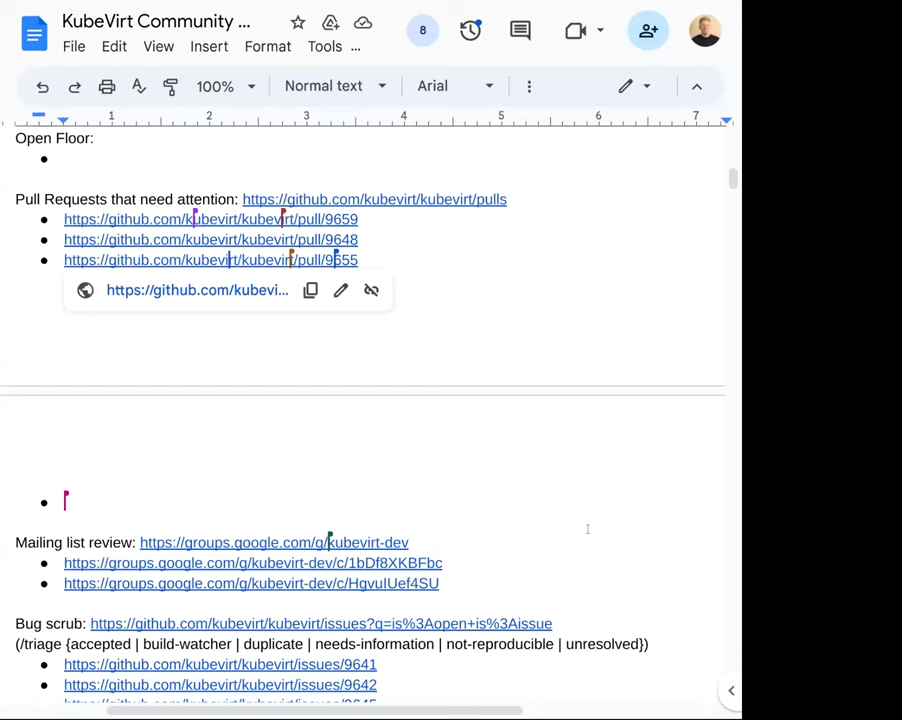 KubeVirt Community ...
8
File Edit View Insert Format Tools ...
100% Normal text Arial
1 2 3 4 5 6 7
Open Floor:
Pull Requests that need attention: https://github.com/kubevirt/kubevirt/pulls
https://github.com/kubevirt/kubevirt/pull/9659
https://github.com/kubevirt/kubevirt/pull/9648
https://github.com/kubevirt/kubevirt/pull/9655
https://github.com/kubevi...
Mailing list review: https://groups.google.com/g/kubevirt-dev
https://groups.google.com/g/kubevirt-dev/c/1bDf8XKBFbc
https://groups.google.com/g/kubevirt-dev/c/HgvuIUef4SU
Bug scrub: https://github.com/kubevirt/kubevirt/issues?q=is%3Aopen+is%3Aissue
(/triage {accepted | build-watcher | duplicate | needs-information | not-reproducible | unresolved})
https://github.com/kubevirt/kubevirt/issues/9641
https://github.com/kubevirt/kubevirt/issues/9642